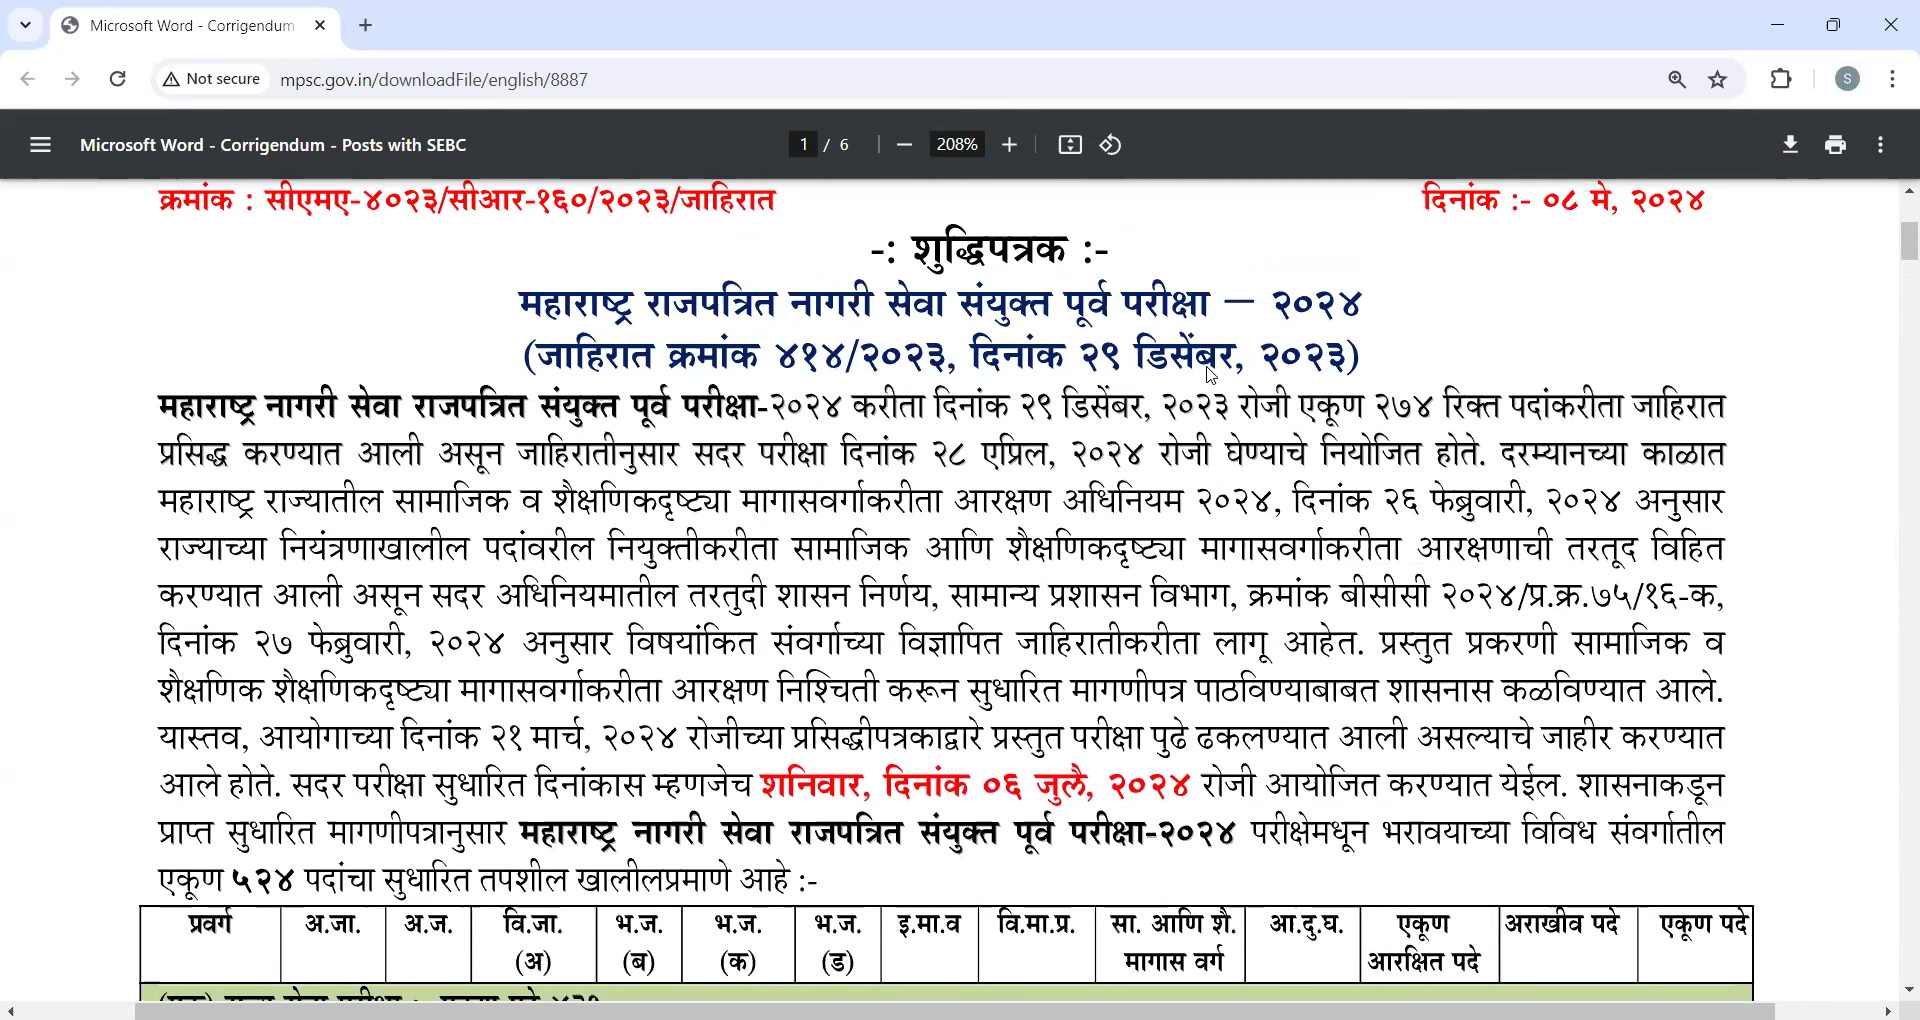 Microsoft Word - Corrigendum
Not secure
mpsc.gov.in/downloadFile/english/8887
S
Microsoft Word - Corrigendum - Posts with SEBC
1 / 6
208%
क्रमांक : सीएमए-४०२३/सीआर-१६०/२०२३/जाहिरात
दिनांक :- ०८ मे, २०२४
-: शुद्धिपत्रक :-
महाराष्ट्र राजपत्रित नागरी सेवा संयुक्त पूर्व परीक्षा – २०२४
(जाहिरात क्रमांक ४१४/२०२३, दिनांक २९ डिसेंबर, २०२३)
महाराष्ट्र नागरी सेवा राजपत्रित संयुक्त पूर्व परीक्षा-२०२४ करीता दिनांक २९ डिसेंबर, २०२३ रोजी एकूण २७४ रिक्त पदांकरीता जाहिरात
प्रसिद्ध करण्यात आली असून जाहिरातीनुसार सदर परीक्षा दिनांक २८ एप्रिल, २०२४ रोजी घेण्याचे नियोजित होते. दरम्यानच्या काळात
महाराष्ट्र राज्यातील सामाजिक व शैक्षणिकदृष्ट्या मागासवर्गाकरीता आरक्षण अधिनियम २०२४, दिनांक २६ फेब्रुवारी, २०२४ अनुसार
राज्याच्या नियंत्रणाखालील पदांवरील नियुक्तीकरीता सामाजिक आणि शैक्षणिकदृष्ट्या मागासवर्गाकरीता आरक्षणाची तरतूद विहित
करण्यात आली असून सदर अधिनियमातील तरतुदी शासन निर्णय, सामान्य प्रशासन विभाग, क्रमांक बीसीसी २०२४/प्र.क्र.७५/१६-क,
दिनांक २७ फेब्रुवारी, २०२४ अनुसार विषयांकित संवर्गाच्या विज्ञापित जाहिरातीकरीता लागू आहेत. प्रस्तुत प्रकरणी सामाजिक व
शैक्षणिक शैक्षणिकदृष्ट्या मागासवर्गाकरीता आरक्षण निश्चिती करून सुधारित मागणीपत्र पाठविण्याबाबत शासनास कळविण्यात आले.
यास्तव, आयोगाच्या दिनांक २१ मार्च, २०२४ रोजीच्या प्रसिद्धीपत्रकाद्वारे प्रस्तुत परीक्षा पुढे ढकलण्यात आली असल्याचे जाहीर करण्यात
आले होते. सदर परीक्षा सुधारित दिनांकास म्हणजेच शनिवार, दिनांक ०६ जुलै, २०२४ रोजी आयोजित करण्यात येईल. शासनाकडून
प्राप्त सुधारित मागणीपत्रानुसार महाराष्ट्र नागरी सेवा राजपत्रित संयुक्त पूर्व परीक्षा-२०२४ परीक्षेमधून भरावयाच्या विविध संवर्गातील
एकूण ५२४ पदांचा सुधारित तपशील खालीलप्रमाणे आहे :-
प्रवर्ग अ.जा. अ.ज. वि.जा. भ.ज. भ.ज. भ.ज. इ.मा.व वि.मा.प्र. सा. आणि शै. आ.दु.घ. एकूण अराखीव पदे एकूण पदे
(अ) (ब) (क) (ड) मागास वर्ग आरक्षित पदे